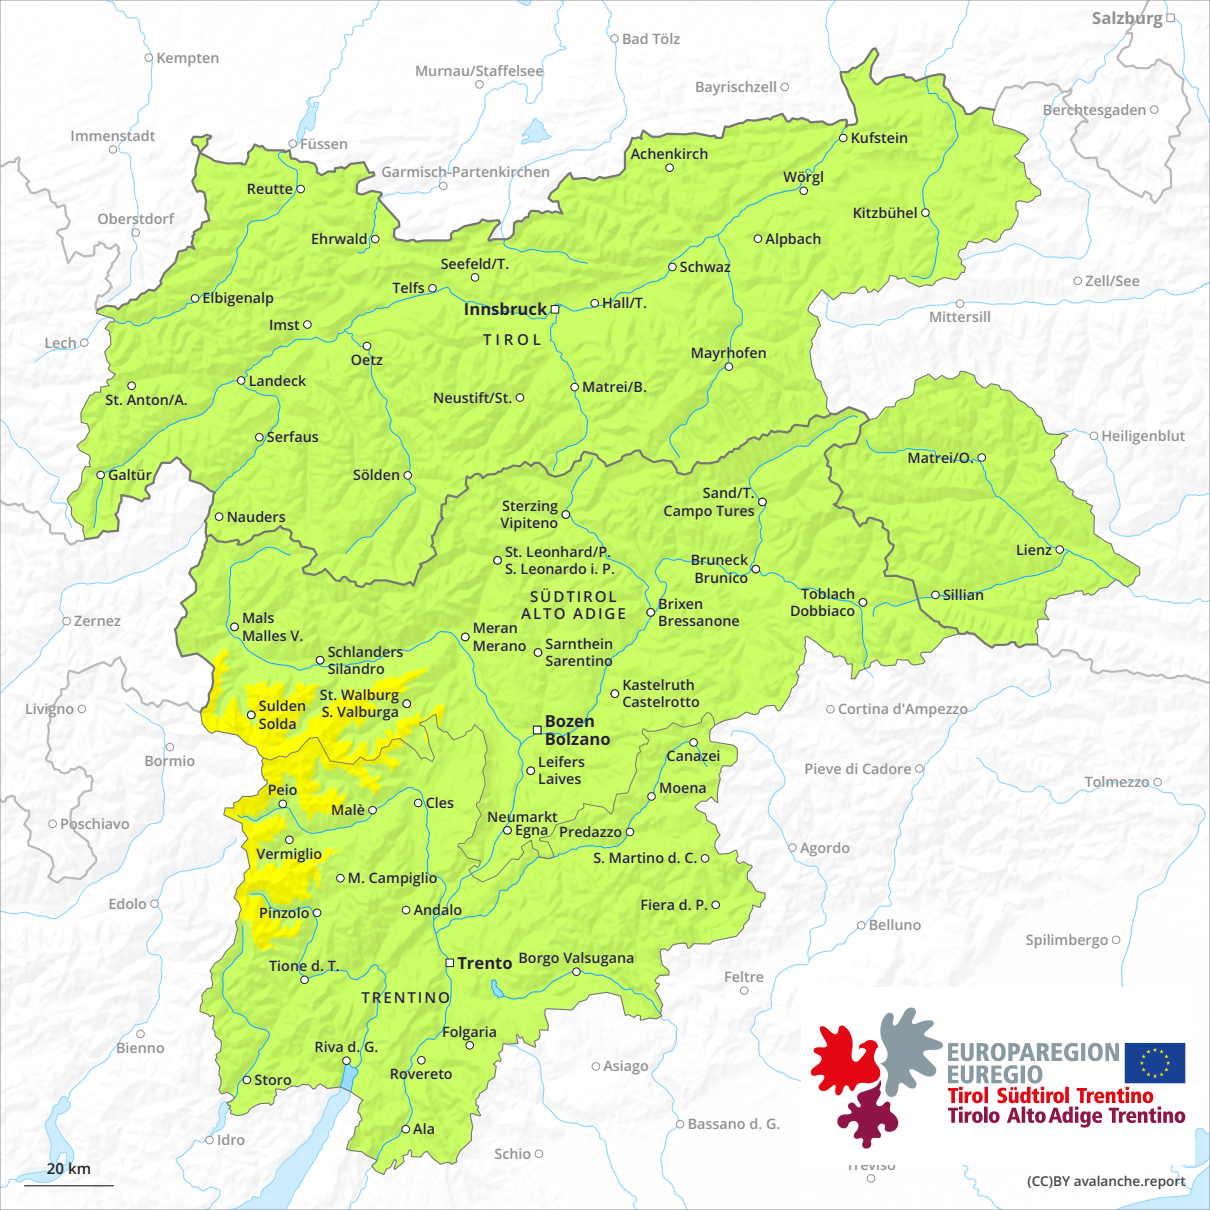 Salzburg
Bad Tölz
Kempten
Murnau/Staffelsee
Bayrischzell
Berchtesgaden
Immenstadt
Füssen
Kufstein
Achenkirch
Garmisch-Partenkirchen
Wörgl
Reutte
Oberstdorf
Kitzbühel
Ehrwald
Alpbach
Seefeld/T.
Schwaz
Telfs
Zell/See
Elbigenalp
Innsbruck
Hall/T.
Mittersill
Imst
TIROL
Lech
Oetz
Mayrhofen
Landeck
St. Anton/A.
Matrei/B.
Neustift/St.
Serfaus
Heiligenblut
Matrei/O.
Galtür
Sölden
Sand/T.
Campo Tures
Sterzing
Vipiteno
Nauders
St. Leonhard/P.
S. Leonardo i. P.
Lienz
Bruneck
Brunico
SÜDTIROL
ALTO ADIGE
Toblach
Dobbiaco
Sillian
Brixen
Bressanone
Zernez
Mals
Malles V.
Meran
Merano
Sarnthein
Sarentino
Schlanders
Silandro
Kastelruth
Castelrotto
St. Walburg
S. Valburga
Livigno
Sulden
Solda
Cortina d'Ampezzo
Bozen
Bolzano
Bormio
Canazei
Leifers
Laives
Pieve di Cadore
Tolmezzo
Peio
Moena
Malè
Cles
Neumarkt
Egna
Poschiavo
Predazzo
Vermiglio
S. Martino d. C.
Agordo
M. Campiglio
Edolo
Pinzolo
Andalo
Fiera d. P.
Belluno
Spilimbergo
Tione d. T.
Trento
Borgo Valsugana
Feltre
TRENTINO
Folgaria
Bienno
Riva d. G.
Rovereto
Asiago
Storo
EUROPAREGION
EUREGIO
Tirol Südtirol Trentino
Tirolo Alto Adige Trentino
Ala
Bassano d. G.
Idro
Schio
Treviso
20 km
(CC)BY avalanche.report